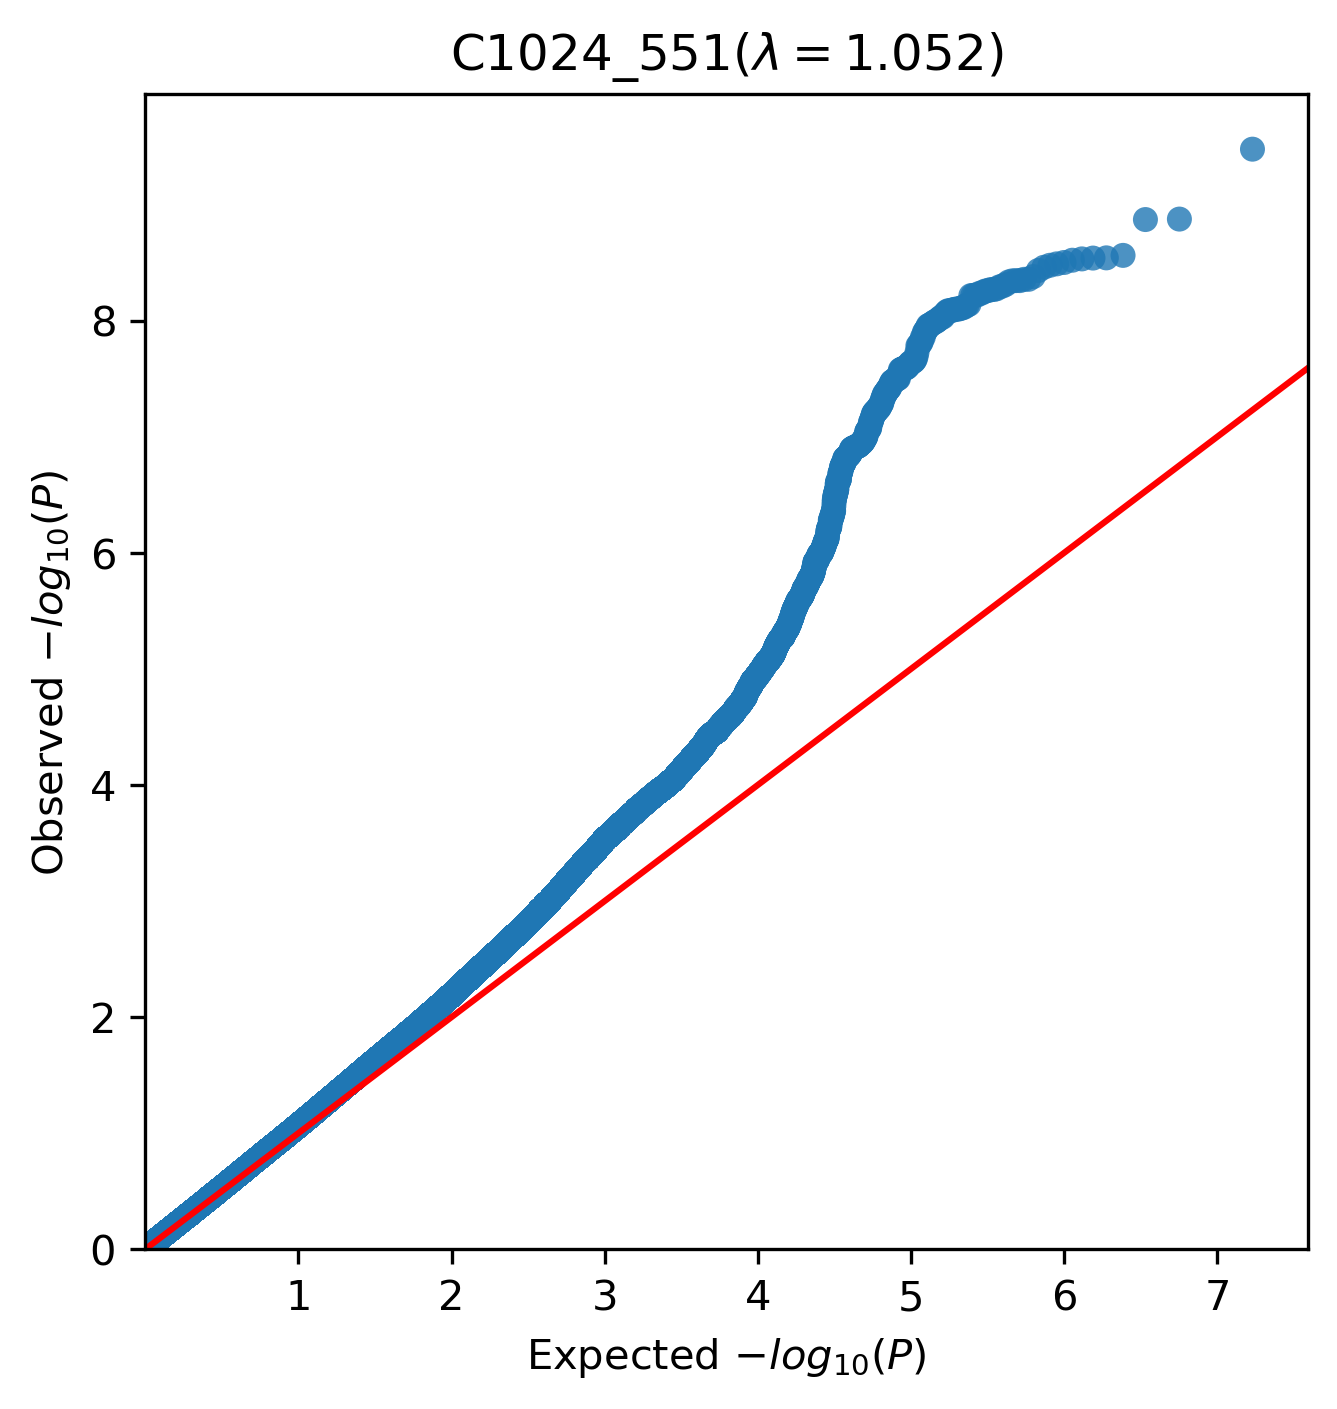 C1024_551(λ = 1.052)
Observed −log₁₀(P)
8
6
4
2
0
1 2 3 4 5 6 7
Expected −log₁₀(P)